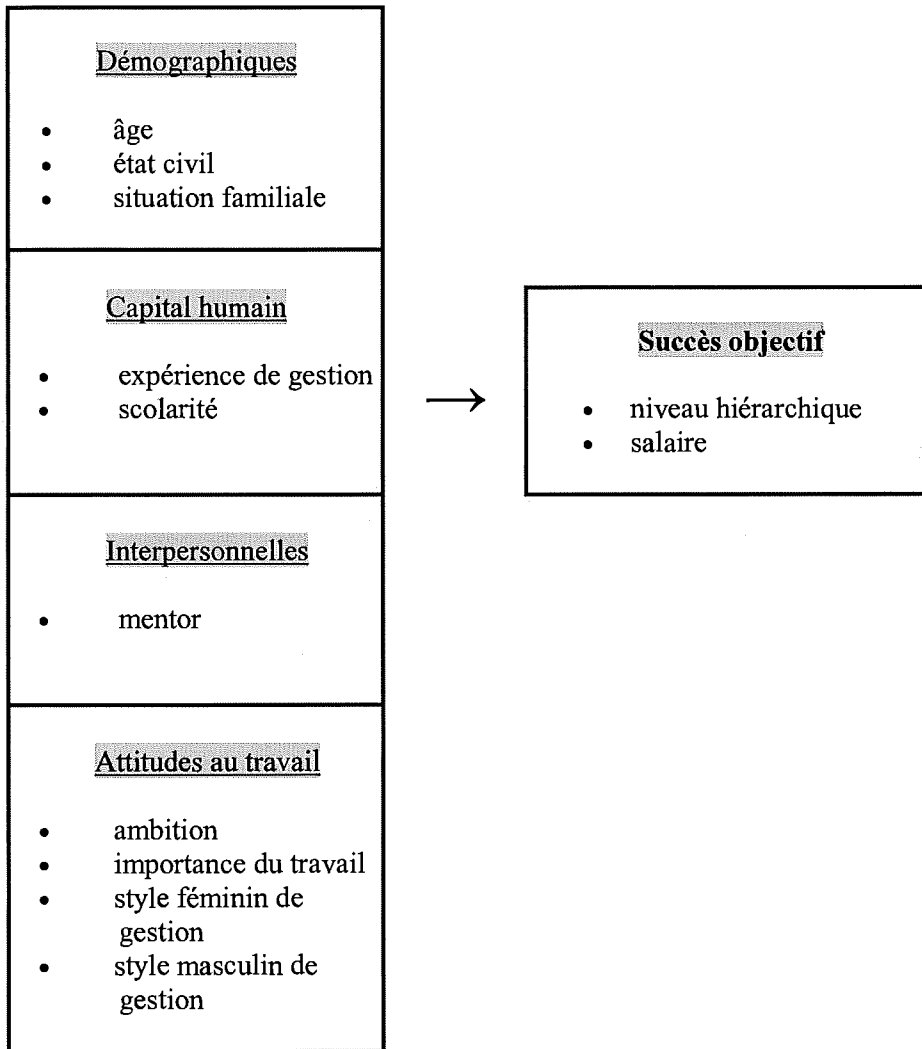 Démographiques
• âge
• état civil
• situation familiale
Capital humain
• expérience de gestion
• scolarité
Interpersonnelles
• mentor
Attitudes au travail
• ambition
• importance du travail
• style féminin de
gestion
• style masculin de
gestion
→
Succès objectif
• niveau hiérarchique
• salaire